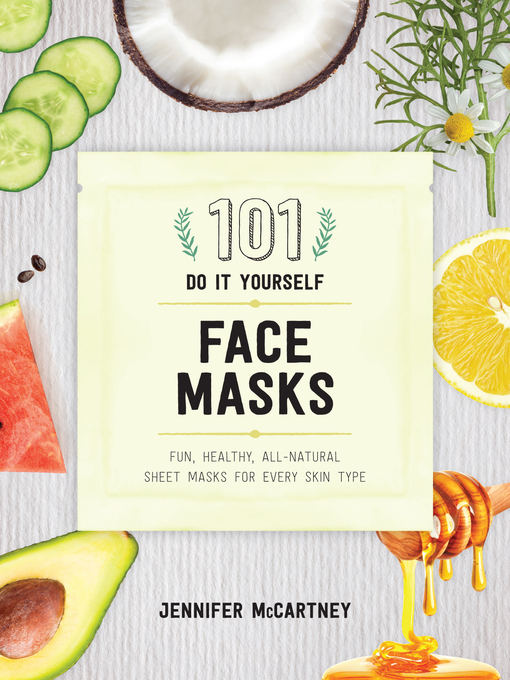 101
DO IT YOURSELF
FACE
MASKS
FUN, HEALTHY, ALL-NATURAL
SHEET MASKS FOR EVERY SKIN TYPE
JENNIFER McCARTNEY